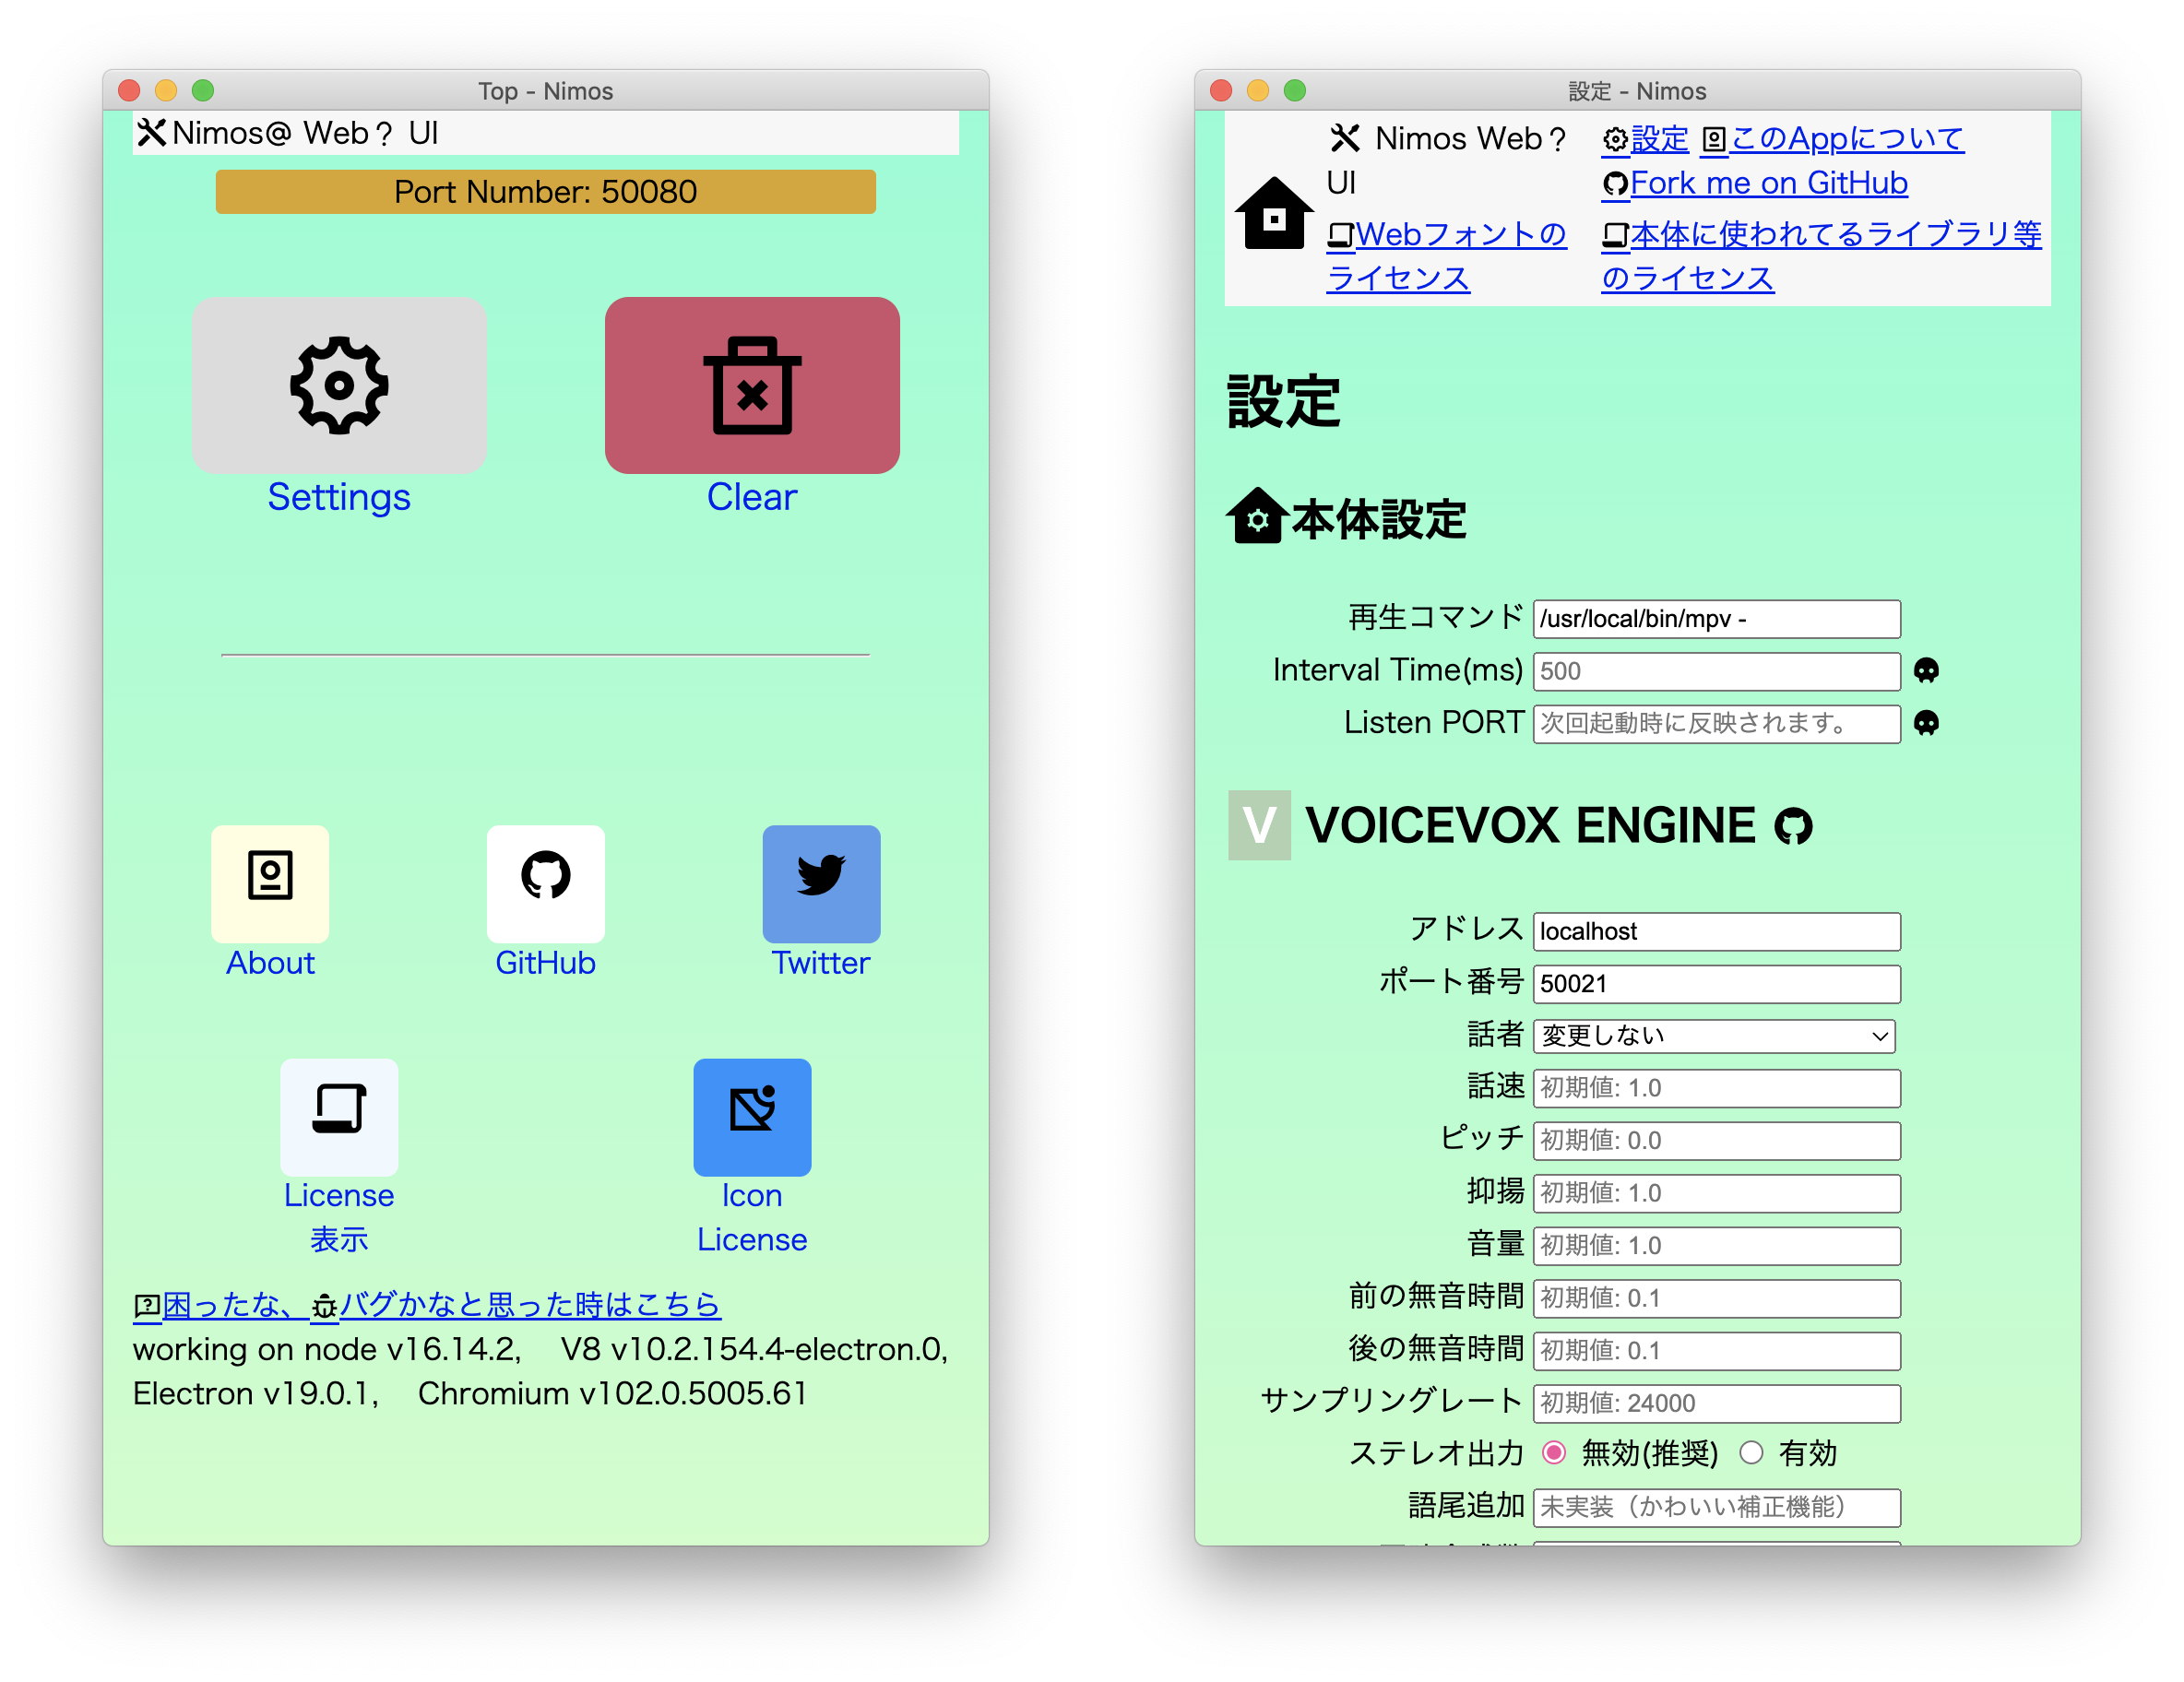 Top - Nimos
Nimos@ Web？ UI
Port Number: 50080
Settings
Clear
About
GitHub
Twitter
License
表示
Icon
License
困ったな、バグかなと思った時はこちら
working on node v16.14.2,　V8 v10.2.154.4-electron.0,
Electron v19.0.1,　Chromium v102.0.5005.61
設定 - Nimos
Nimos Web？
UI
設定 このAppについて
Fork me on GitHub
Webフォントの
ライセンス
本体に使われてるライブラリ等
のライセンス
設定
本体設定
再生コマンド /usr/local/bin/mpv -
Interval Time(ms) 500
Listen PORT 次回起動時に反映されます。
V VOICEVOX ENGINE
アドレス localhost
ポート番号 50021
話者 変更しない
話速 初期値: 1.0
ピッチ 初期値: 0.0
抑揚 初期値: 1.0
音量 初期値: 1.0
前の無音時間 初期値: 0.1
後の無音時間 初期値: 0.1
サンプリングレート 初期値: 24000
ステレオ出力 無効(推奨) 有効
語尾追加 未実装（かわいい補正機能）